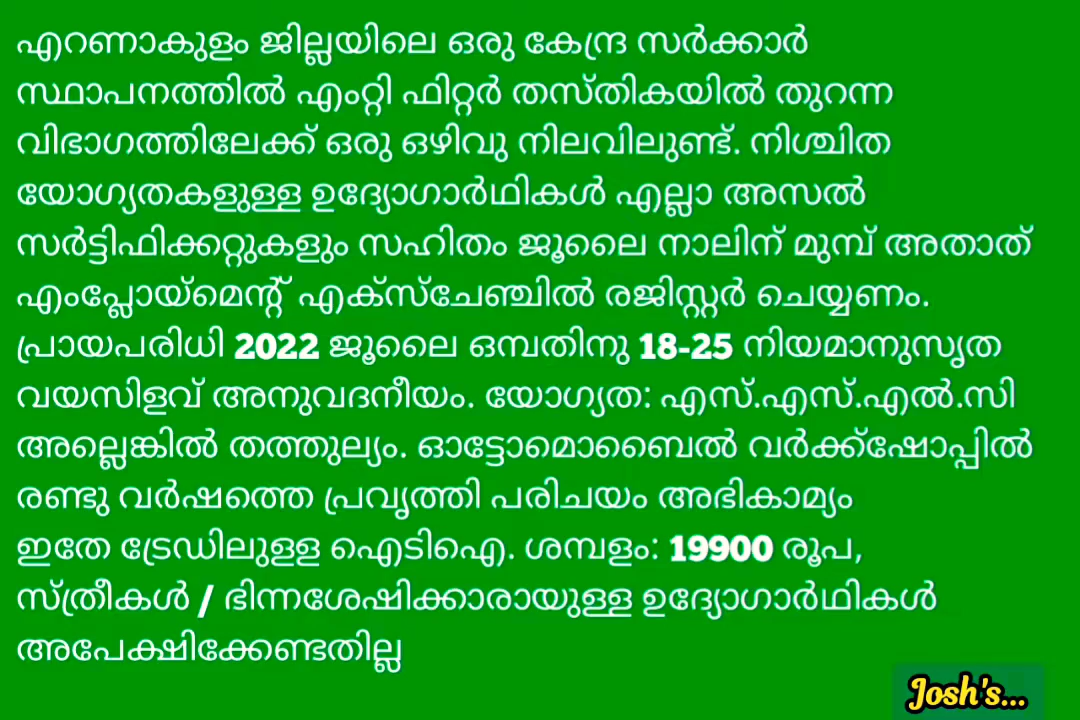 എറണാകുളം ജില്ലയിലെ ഒരു കേന്ദ്ര സർക്കാർ
സ്ഥാപനത്തിൽ എംറ്റി ഫിറ്റർ തസ്തികയിൽ തുറന്ന
വിഭാഗത്തിലേക്ക് ഒരു ഒഴിവു നിലവിലുണ്ട്. നിശ്ചിത
യോഗ്യതകളുള്ള ഉദ്യോഗാർഥികൾ എല്ലാ അസൽ
സർട്ടിഫിക്കറ്റുകളും സഹിതം ജൂലൈ നാലിന് മുമ്പ് അതാത്
എംപ്ലോയ്മെന്റ് എക്സ്ചേഞ്ചിൽ രജിസ്റ്റർ ചെയ്യണം.
പ്രായപരിധി 2022 ജൂലൈ ഒമ്പതിനു 18-25 നിയമാനുസൃത
വയസിളവ് അനുവദനീയം. യോഗ്യത: എസ്.എസ്.എൽ.സി
അല്ലെങ്കിൽ തത്തുല്യം. ഓട്ടോമൊബൈൽ വർക്ക്ഷോപ്പിൽ
രണ്ടു വർഷത്തെ പ്രവൃത്തി പരിചയം അഭികാമ്യം
ഇതേ ട്രേഡിലുളള ഐടിഐ. ശമ്പളം: 19900 രൂപ,
സ്ത്രീകൾ / ഭിന്നശേഷിക്കാരായുള്ള ഉദ്യോഗാർഥികൾ
അപേക്ഷിക്കേണ്ടതില്ല
Josh's...